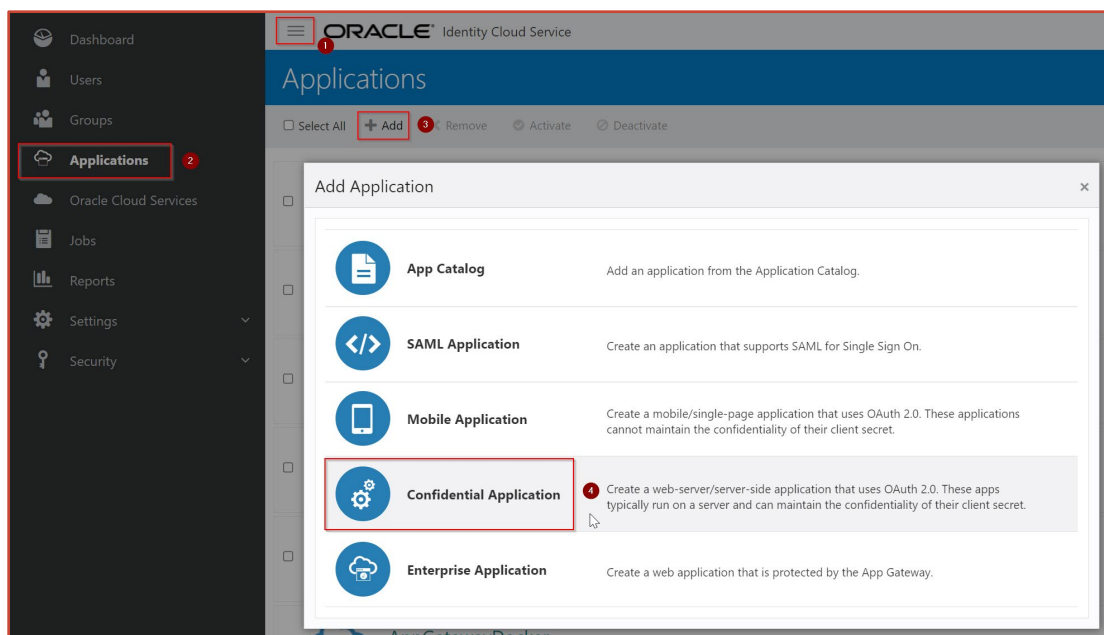 Dashboard
Users
Groups
Applications
2
Oracle Cloud Services
Jobs
Reports
Settings
Security
1
ORACLE® Identity Cloud Service
Applications
Select All
Add
3
Remove
Activate
Deactivate
Add Application
×
App Catalog
Add an application from the Application Catalog.
SAML Application
Create an application that supports SAML for Single Sign On.
Mobile Application
Create a mobile/single-page application that uses OAuth 2.0. These applications
cannot maintain the confidentiality of their client secret.
Confidential Application
4
Create a web-server/server-side application that uses OAuth 2.0. These apps
typically run on a server and can maintain the confidentiality of their client secret.
Enterprise Application
Create a web application that is protected by the App Gateway.
AppGatewayDocker